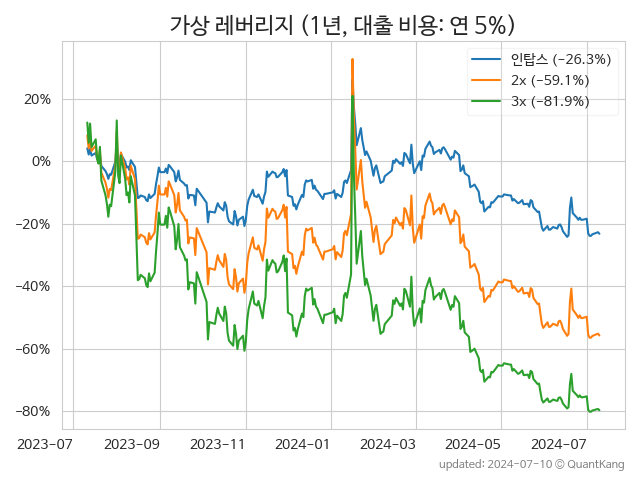 가상 레버리지 (1년, 대출 비용: 연 5%)
인탑스 (−26.3%)
2x (−59.1%)
3x (−81.9%)
20%
0%
−20%
−40%
−60%
−80%
2023-07
2023-09
2023-11
2024-01
2024-03
2024-05
2024-07
updated: 2024-07-10 © QuantKang